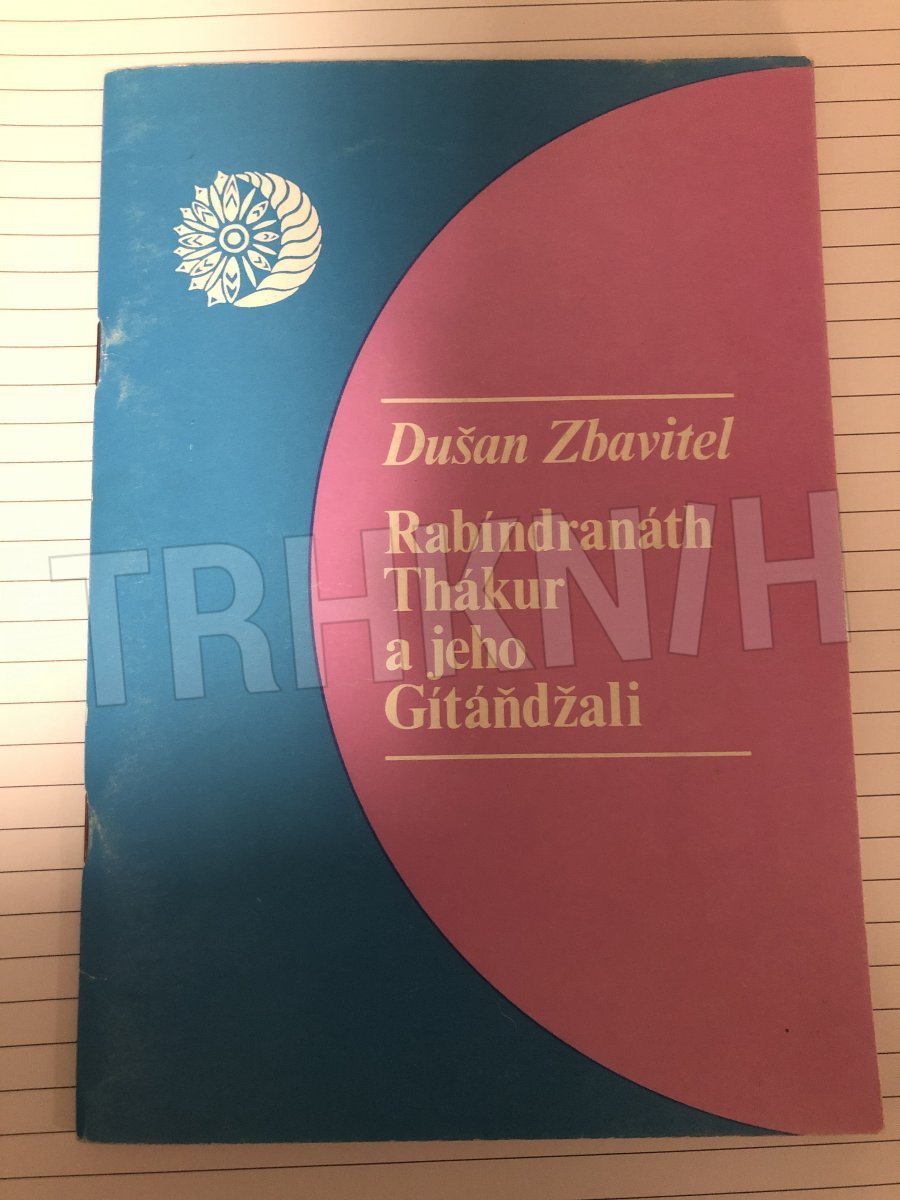 Dušan Zbavitel
Rabíndranáth
Thákur
a jeho
Gítáňdžali
TRHKNIH